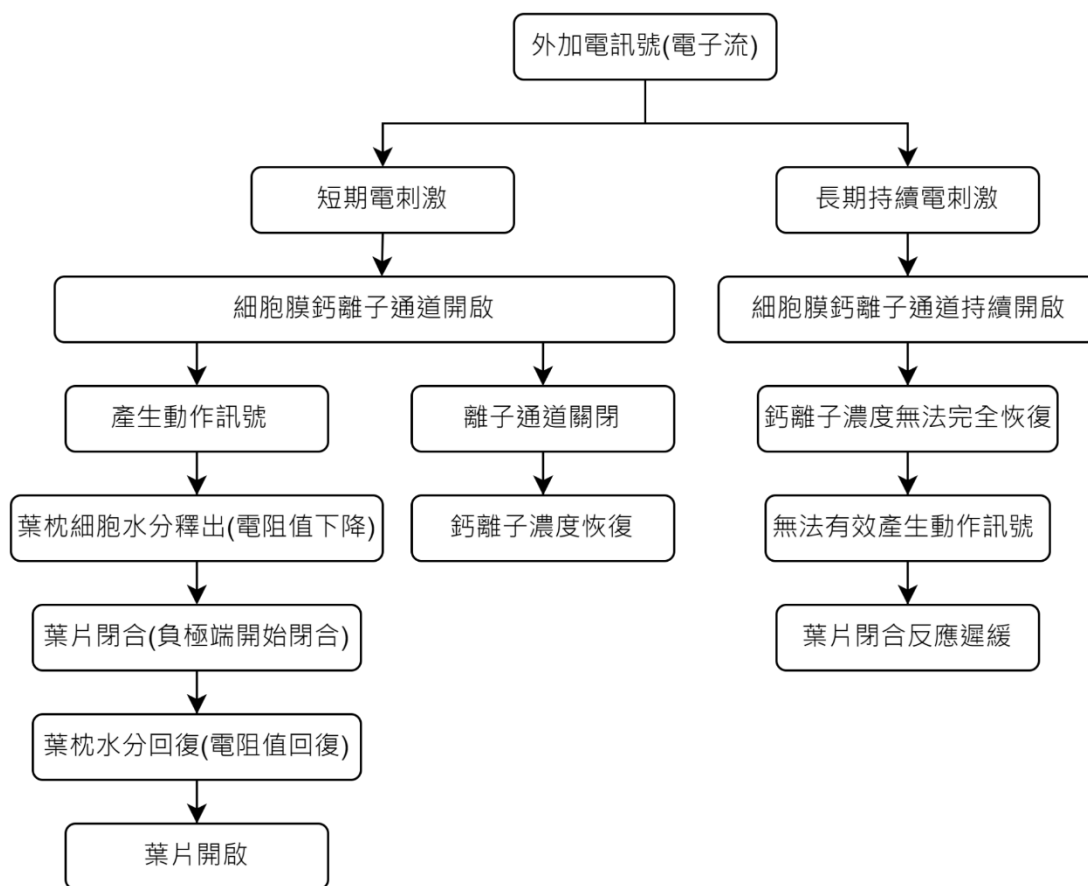 外加電訊號(電子流)
短期電刺激
長期持續電刺激
細胞膜鈣離子通道開啟
細胞膜鈣離子通道持續開啟
產生動作訊號
離子通道關閉
鈣離子濃度無法完全恢復
葉枕細胞水分釋出(電阻值下降)
鈣離子濃度恢復
無法有效產生動作訊號
葉片閉合(負極端開始閉合)
葉片閉合反應遲緩
葉枕水分回復(電阻值回復)
葉片開啟